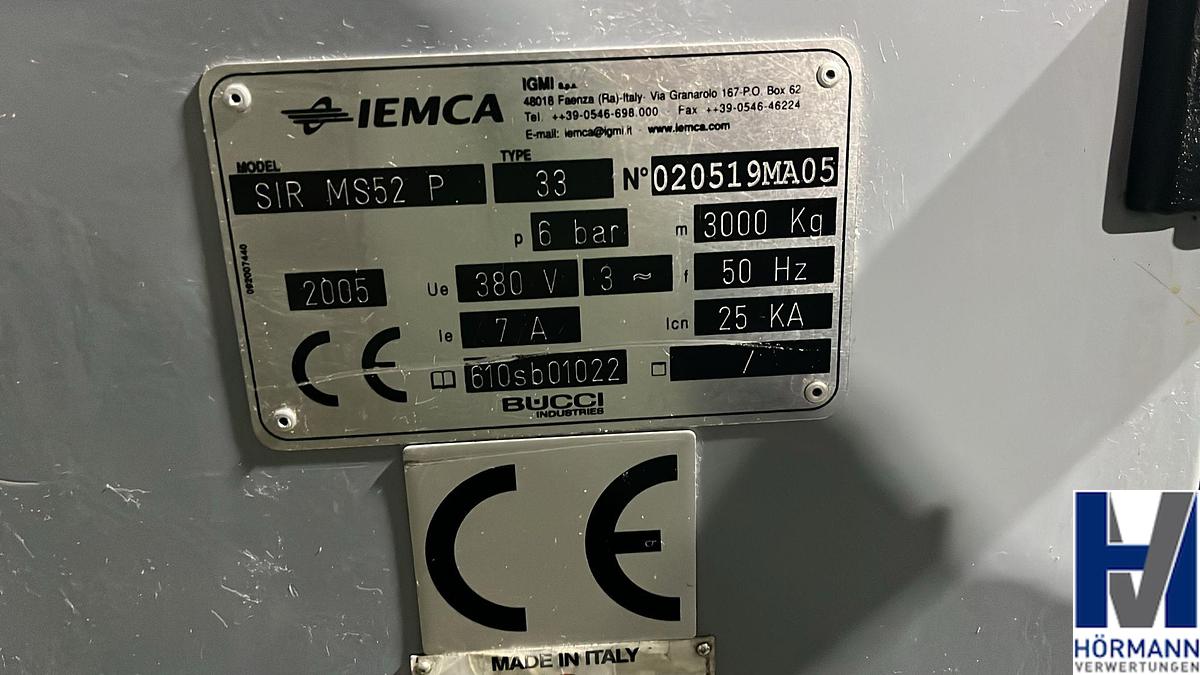 IEMCA
IGMI s.p.a.
48018 Faenza (Ra)-Italy- Via Granarolo 167-P.O. Box 62
Tel. ++39-0546-698.000 - Fax ++39-0546-46224
E-mail: iemca@igmi.it - www.iemca.com
MODEL SIR MS52 P. TYPE 33 N° 020519MA05
p 6 bar m 3000 Kg
092007440
2005 Ue 380 V 3 ~ f 50 Hz
Ie 7 A Icn 25 KA
CE 610sb01022 /
BUCCI
INDUSTRIES
CE
CF
MADE IN ITALY
HÖRMANN
VERWERTUNGEN